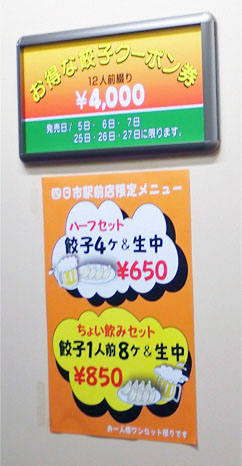 お得な餃子クーポン券
12人前綴り
¥4,000
発売日/5日・6日・7日
25日・26日・27日に限ります。
四日市駅前店限定メニュー
ハーフセット
餃子4ケ&生中
¥650
ちょい飲みセット
餃子1人前8ケ&生中
¥850
お一人様ワンセット限りです